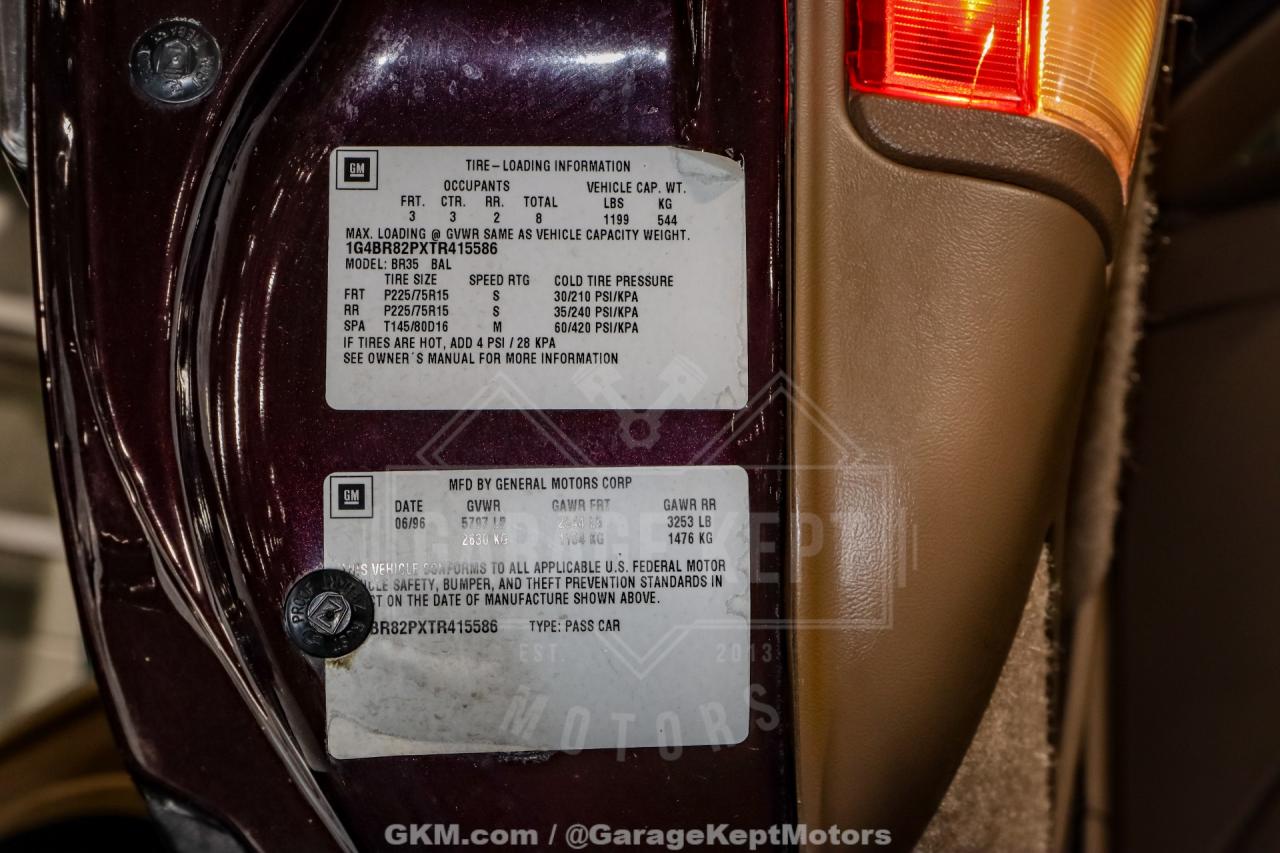 GM
TIRE-LOADING INFORMATION
OCCUPANTS VEHICLE CAP. WT.
FRT. CTR. RR. TOTAL LBS KG
3 3 2 8 1199 544
MAX. LOADING @ GVWR SAME AS VEHICLE CAPACITY WEIGHT.
1G4BR82PXTR415586
MODEL: BR35 BAL
TIRE SIZE SPEED RTG COLD TIRE PRESSURE
FRT P225/75R15 S 30/210 PSI/KPA
RR P225/75R15 S 35/240 PSI/KPA
SPA T145/80D16 M 60/420 PSI/KPA
IF TIRES ARE HOT, ADD 4 PSI / 28 KPA
SEE OWNER´S MANUAL FOR MORE INFORMATION
GM
MFD BY GENERAL MOTORS CORP
DATE GVWR GAWR FRT GAWR RR
06/96 5797 LB LB 3253 LB
2630 KG KG 1476 KG
VEHICLE CONFORMS TO ALL APPLICABLE U.S. FEDERAL MOTOR
SAFETY, BUMPER, AND THEFT PREVENTION STANDARDS IN
ON THE DATE OF MANUFACTURE SHOWN ABOVE.
BR82PXTR415586 TYPE: PASS CAR
GARAGE KEPT
EST. 2013
MOTORS
GKM.com / @GarageKeptMotors